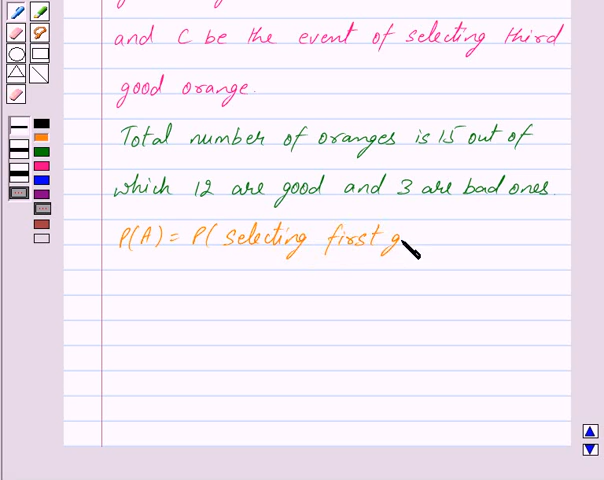 and C be the event of selecting third
good orange.
Total number of oranges is 15 out of
which 12 are good and 3 are bad ones.
P(A) = P( selecting first g